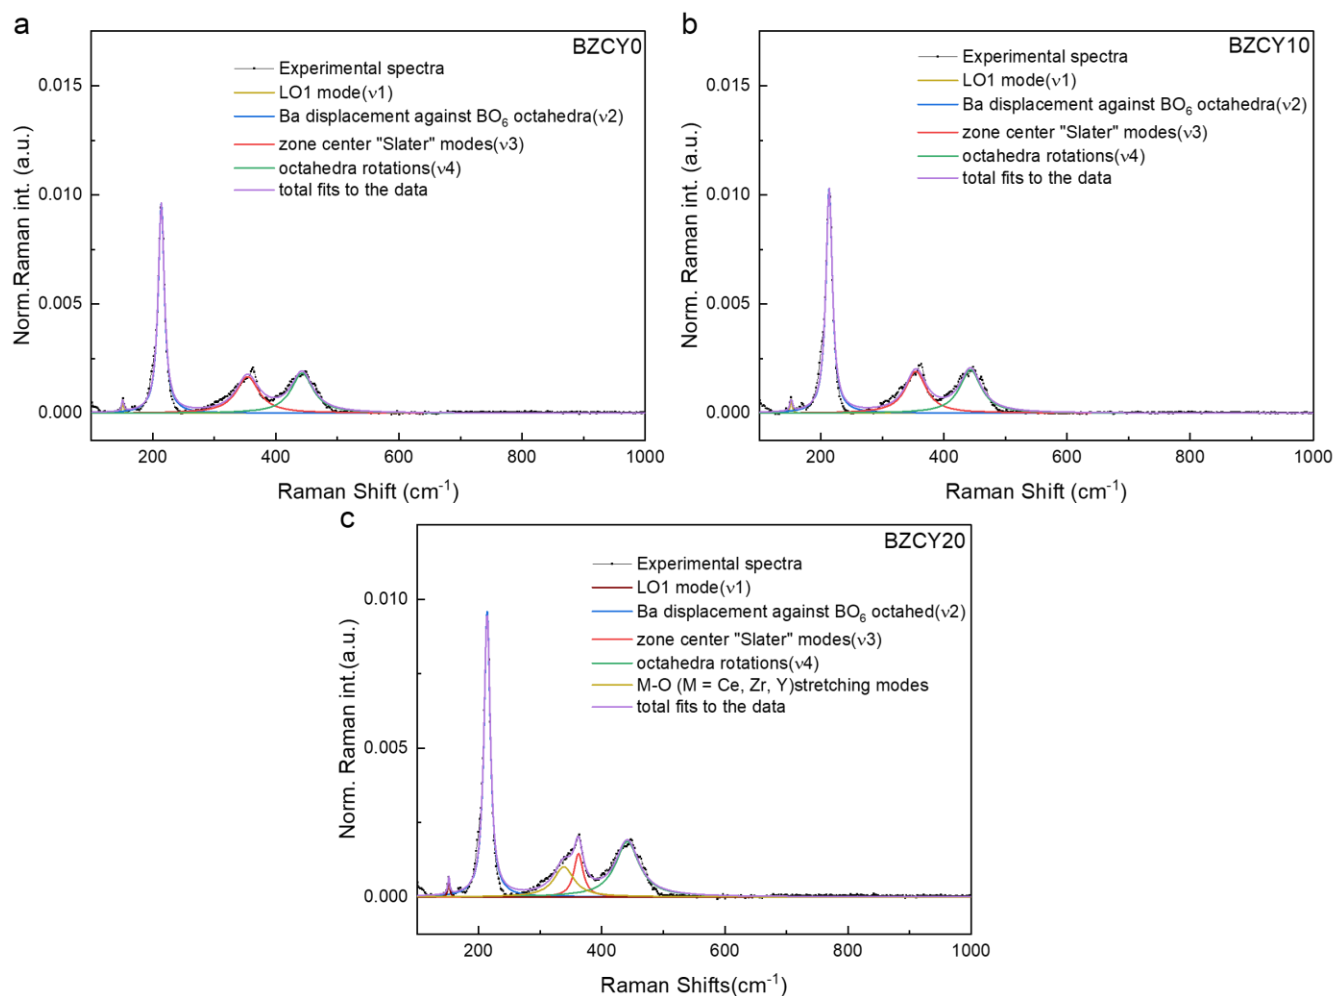 a
BZCY0
Experimental spectra
LO1 mode(ν1)
Ba displacement against BO₆ octahedra(ν2)
zone center "Slater" modes(ν3)
octahedra rotations(ν4)
total fits to the data
Norm.Raman int. (a.u.)
0.015
0.010
0.005
0.000
200 400 600 800 1000
Raman Shift (cm⁻¹)
b
BZCY10
Experimental spectra
LO1 mode(ν1)
Ba displacement against BO₆ octahedra(ν2)
zone center "Slater" modes(ν3)
octahedra rotations(ν4)
total fits to the data
Norm. Raman int. (a.u.)
0.015
0.010
0.005
0.000
200 400 600 800 1000
Raman Shift (cm⁻¹)
c
BZCY20
Experimental spectra
LO1 mode(ν1)
Ba displacement against BO₆ octahed(ν2)
zone center "Slater" modes(ν3)
octahedra rotations(ν4)
M-O (M = Ce, Zr, Y)stretching modes
total fits to the data
Norm. Raman int.(a.u.)
0.010
0.005
0.000
200 400 600 800 1000
Raman Shifts(cm⁻¹)